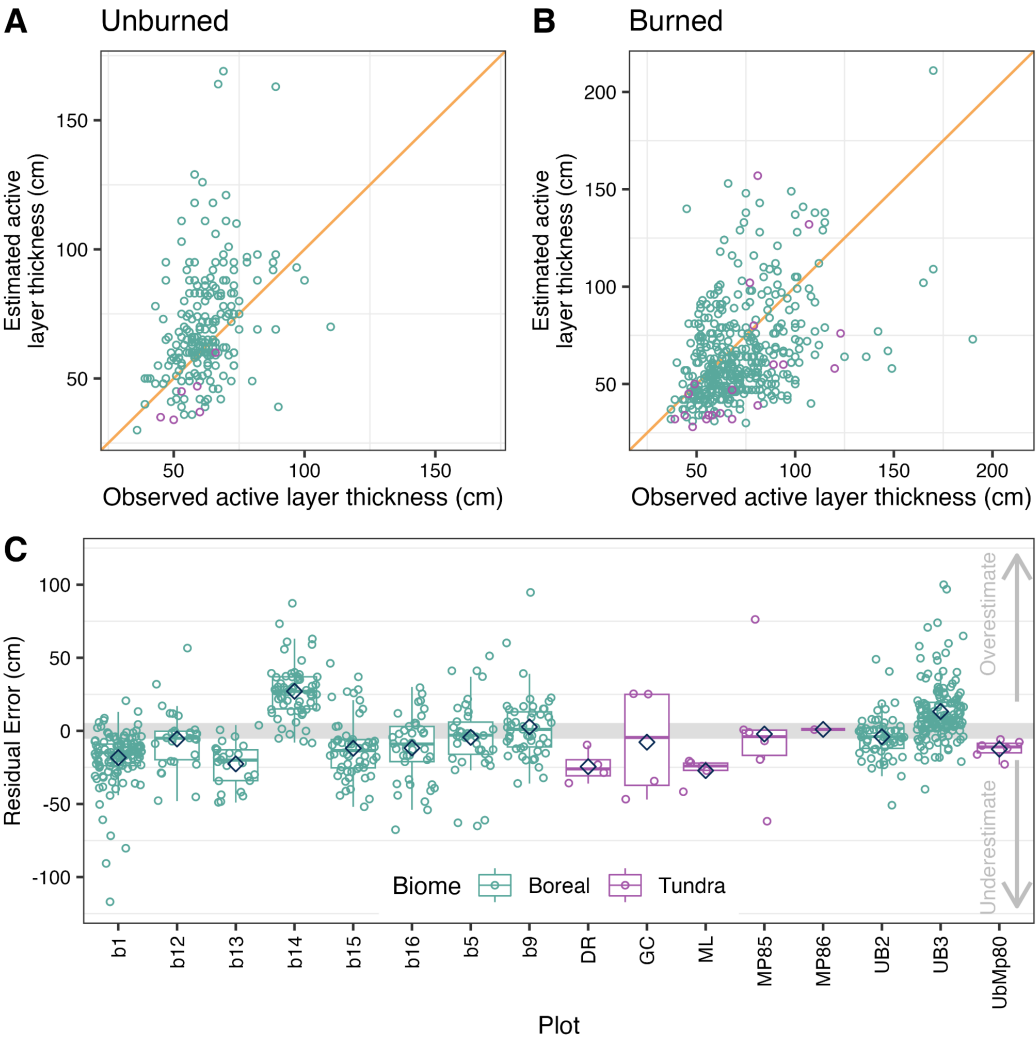 A Unburned
B Burned
Estimated active
layer thickness (cm)
150
100
50
50 100 150
Observed active layer thickness (cm)
Estimated active
layer thickness (cm)
200
150
100
50
50 100 150 200
Observed active layer thickness (cm)
C
Residual Error (cm)
100
50
0
-50
-100
Overestimate
Underestimate
Biome Boreal Tundra
b1 b12 b13 b14 b15 b16 b5 b9 DR GC ML MP85 MP86 UB2 UB3 UbMp80
Plot